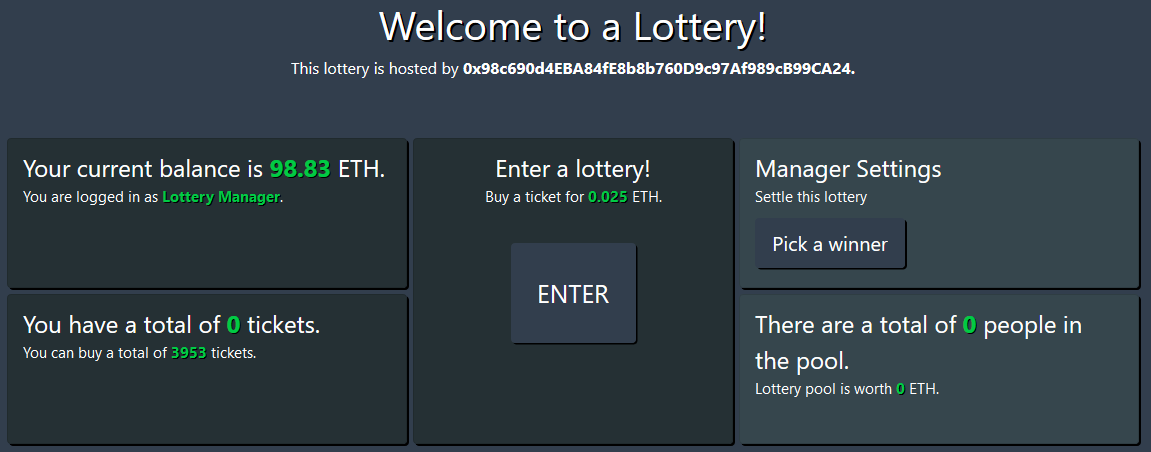 Welcome to a Lottery!
This lottery is hosted by 0x98c690d4EBA84fE8b8b760D9c97Af989cB99CA24.
Your current balance is 98.83 ETH.
You are logged in as Lottery Manager.
You have a total of 0 tickets.
You can buy a total of 3953 tickets.
Enter a lottery!
Buy a ticket for 0.025 ETH.
ENTER
Manager Settings
Settle this lottery
Pick a winner
There are a total of 0 people in
the pool.
Lottery pool is worth 0 ETH.